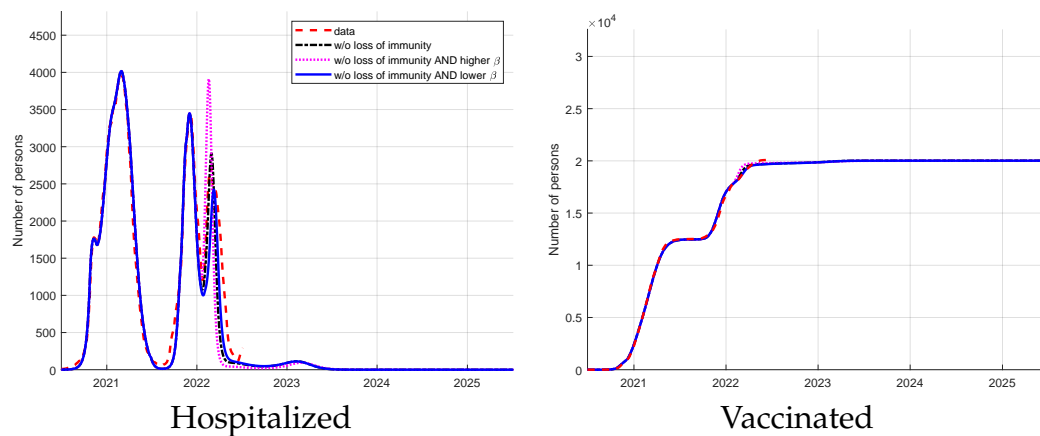 4500
4000
3500
3000
2500
2000
1500
1000
500
0
Number of persons
data
w/o loss of immunity
w/o loss of immunity AND higher β
w/o loss of immunity AND lower β
2021 2022 2023 2024 2025
Hospitalized
×10⁴
3
2.5
2
1.5
1
0.5
0
Number of persons
2021 2022 2023 2024 2025
Vaccinated